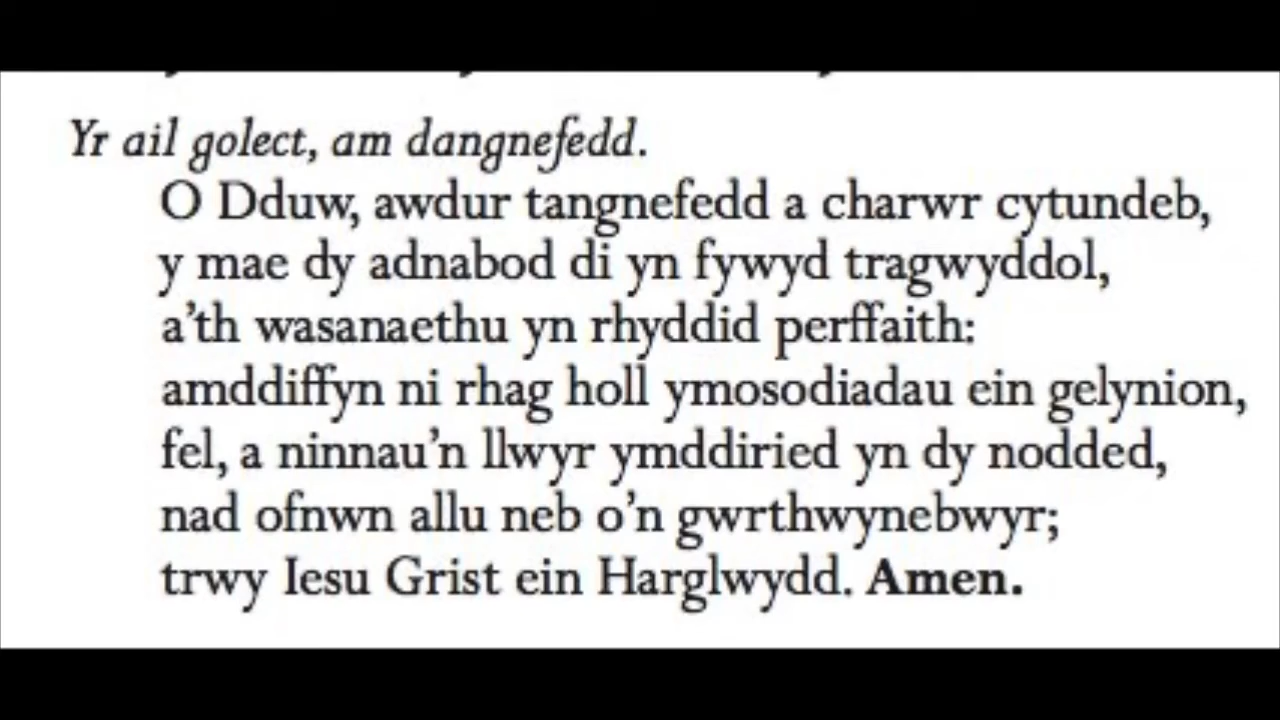 Yr ail golect, am dangnefedd.
O Dduw, awdur tangnefedd a charwr cytundeb,
y mae dy adnabod di yn fywyd tragwyddol,
a’th wasanaethu yn rhyddid perffaith:
amddiffyn ni rhag holl ymosodiadau ein gelynion,
fel, a ninnau’n llwyr ymddiried yn dy nodded,
nad ofnwn allu neb o’n gwrthwynebwyr;
trwy Iesu Grist ein Harglwydd. Amen.